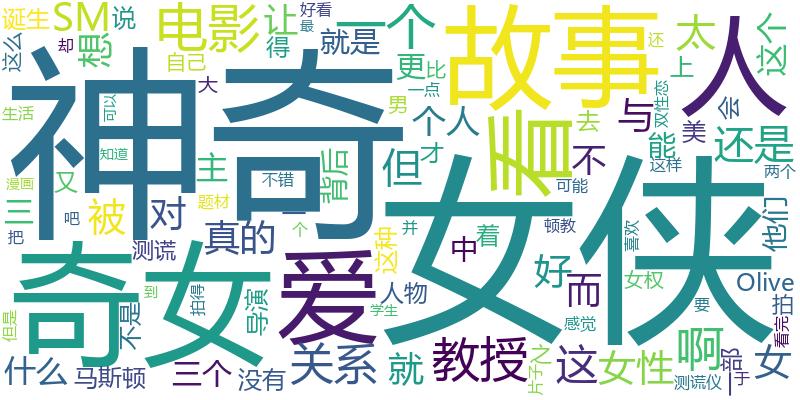 诞生 SM 说 电影 让 一个 好看 最
这么 却 想 自己 得 就是 更 比 故事 人 太 还 这个
神奇 大 男 一点 上
生活 可以 个人 看 去 与 能 双性恋 美 会
知道 主 背后 但 才 不 还是
漫画 又 题材 不错 这样 两个
三 被 对 真的 女侠 可能
把 吧 测谎 一 个 这种 并 中 着 好 而 顿教 喜欢 他们
奇女 爱 人物 女权 Olive
但是 到 拍得 导演 学生 感觉 要 拍
不是 关系 就 教授 这 女性 啊 那 看完
什么 马斯顿 三个 没有 片子 之 测谎仪 于 女